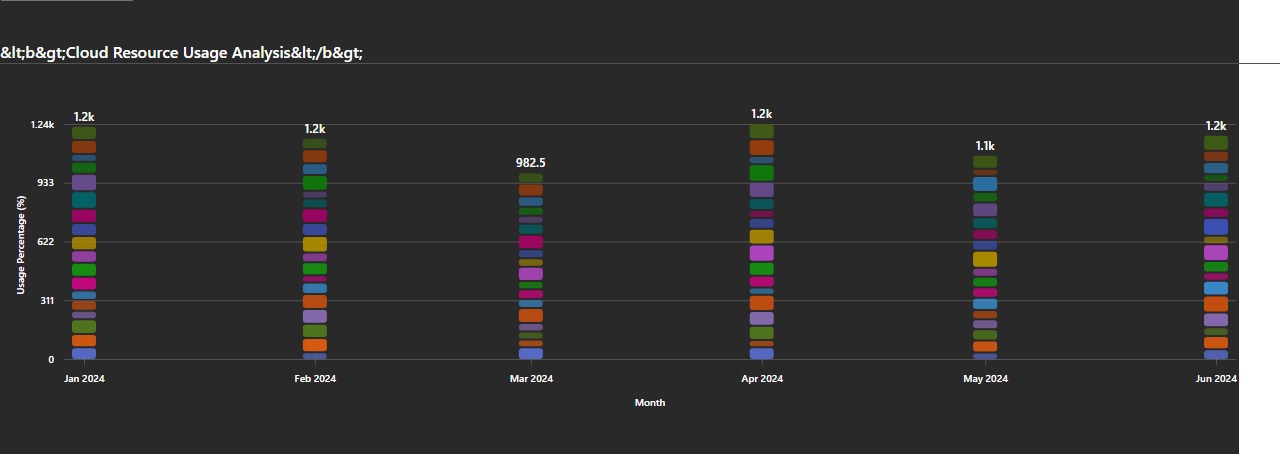 &lt;b&gt;Cloud Resource Usage Analysis&lt;/b&gt;
1.2k
1.2k
982.5
1.2k
1.1k
1.2k
1.24k
933
622
311
0
Usage Percentage (%)
Jan 2024
Feb 2024
Mar 2024
Apr 2024
May 2024
Jun 2024
Month